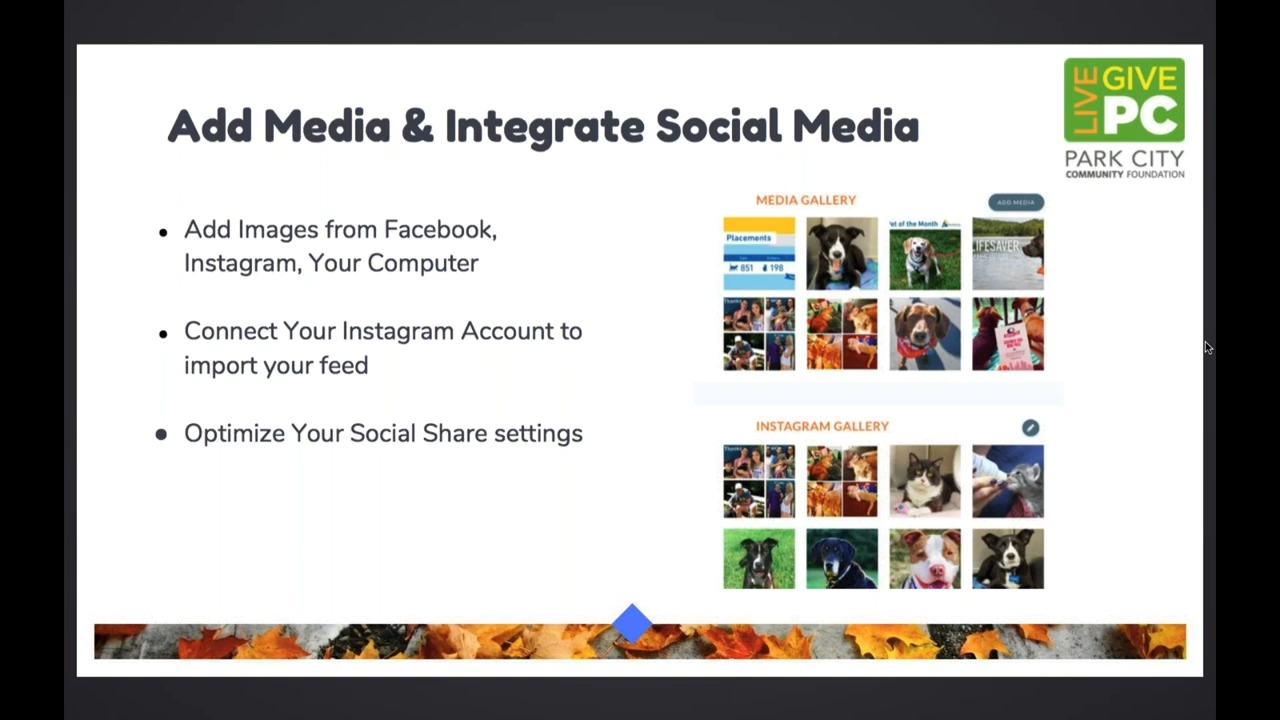 Add Media & Integrate Social Media
LIVE
GIVE
PC
PARK CITY
COMMUNITY FOUNDATION
Add Images from Facebook,
Instagram, Your Computer
Connect Your Instagram Account to
import your feed
Optimize Your Social Share settings
MEDIA GALLERY
ADD MEDIA
Placements
851 198
Pet of the Month
LIFESAVER
INSTAGRAM GALLERY